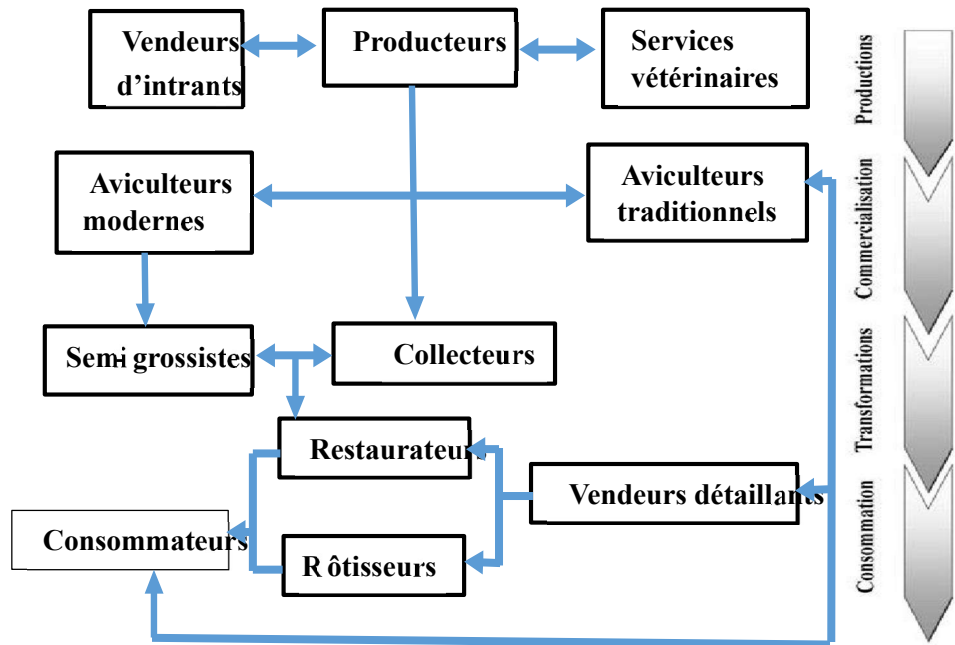 Vendeurs
d’intrants
Producteurs
Services
vétérinaires
Aviculteurs
modernes
Aviculteurs
traditionnels
Semi grossistes
Collecteurs
Restaurateurs
Vendeurs détaillants
Consommateurs
Rôtisseurs
Productions
Commercialisation
Transformations
Consommation